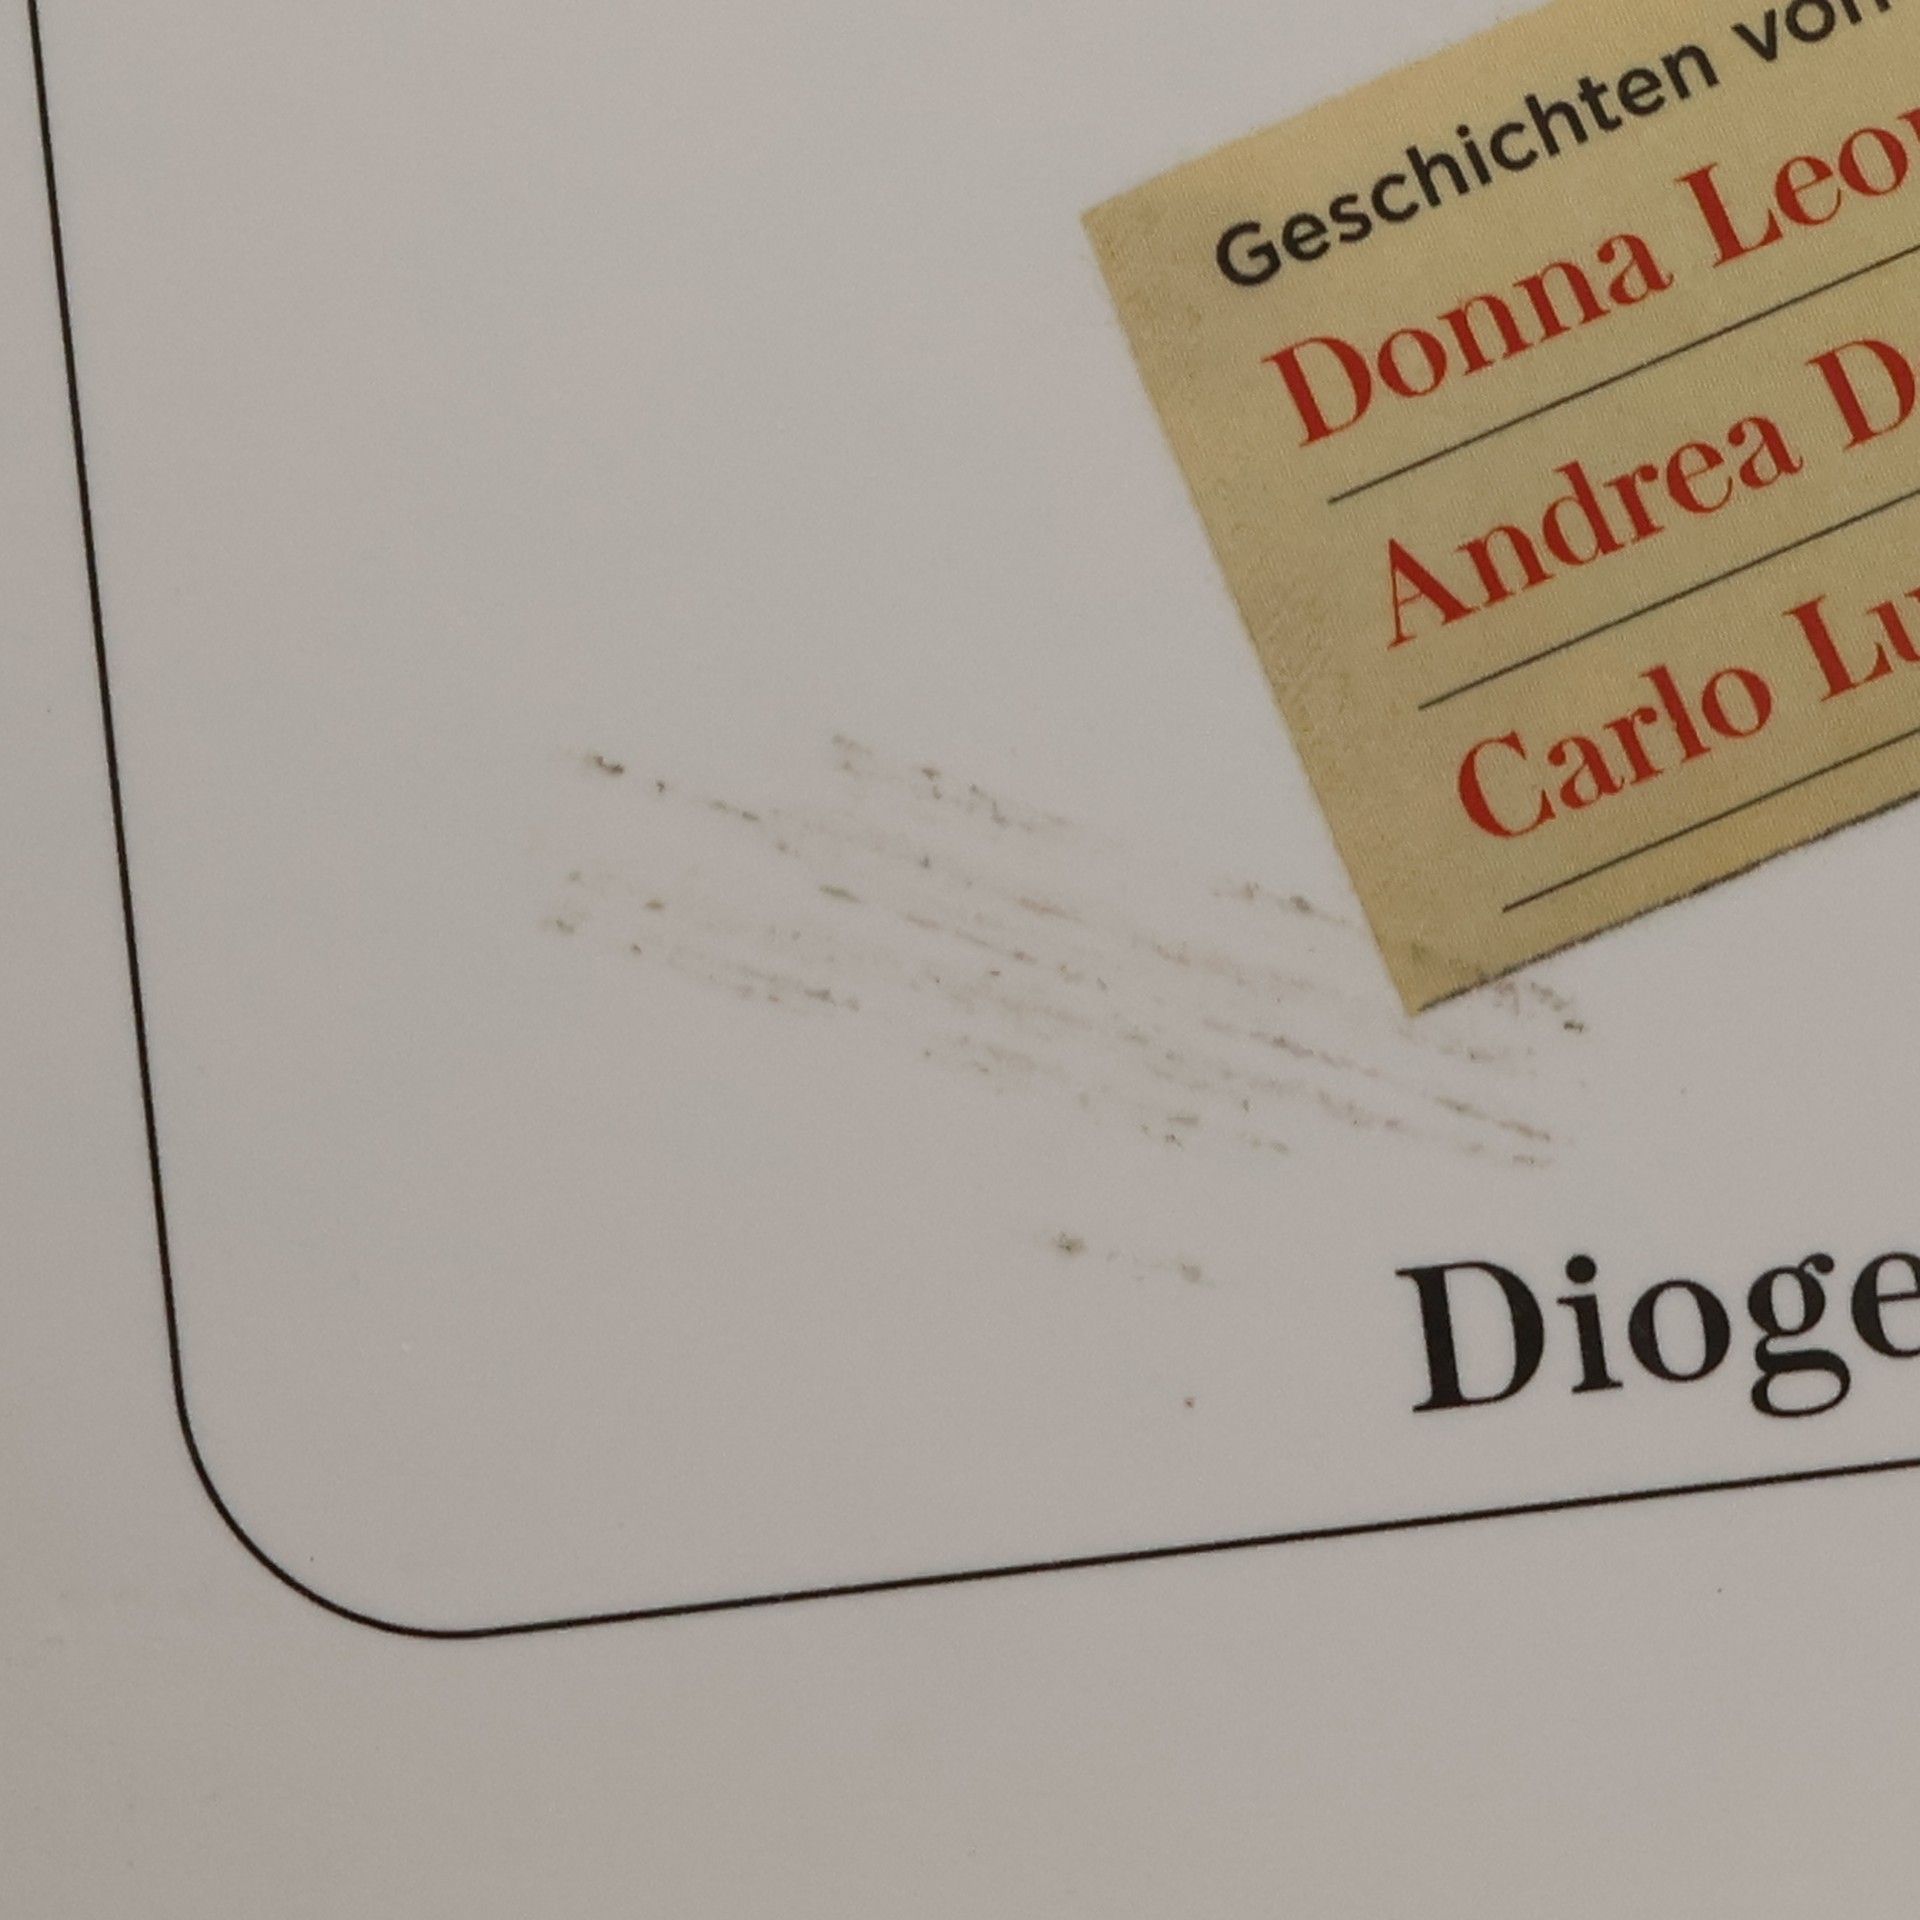 Geschichten von
Donna Leon
Andrea D
Carlo Lu
Dioge